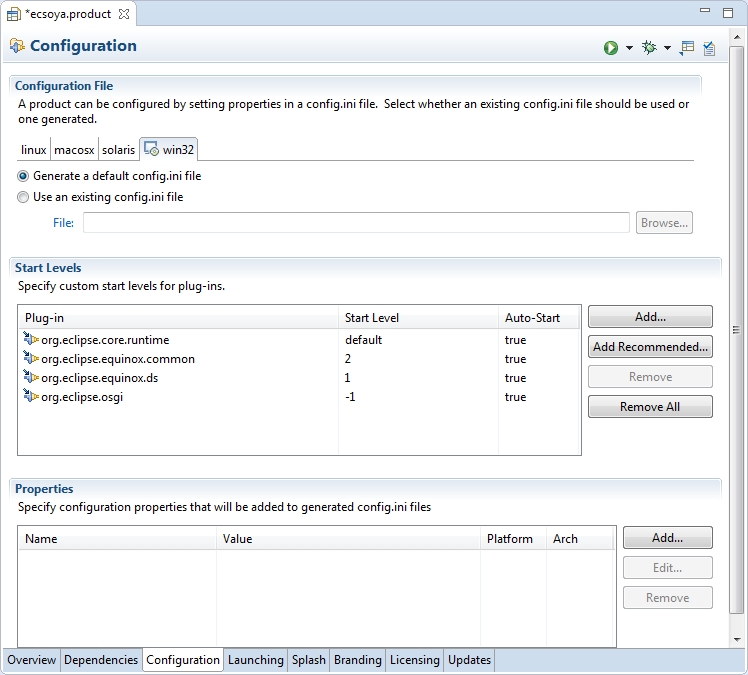 *ecsoya.product
Configuration
Configuration File
A product can be configured by setting properties in a config.ini file.  Select whether an existing config.ini file should be used or
one generated.
linux macosx solaris win32
Generate a default config.ini file
Use an existing config.ini file
File: Browse...
Start Levels
Specify custom start levels for plug-ins.
Plug-in Start Level Auto-Start
org.eclipse.core.runtime default true
org.eclipse.equinox.common 2 true
org.eclipse.equinox.ds 1 true
org.eclipse.osgi -1 true
Add...
Add Recommended...
Remove
Remove All
Properties
Specify configuration properties that will be added to generated config.ini files
Name Value Platform Arch
Add...
Edit...
Remove
Overview Dependencies Configuration Launching Splash Branding Licensing Updates